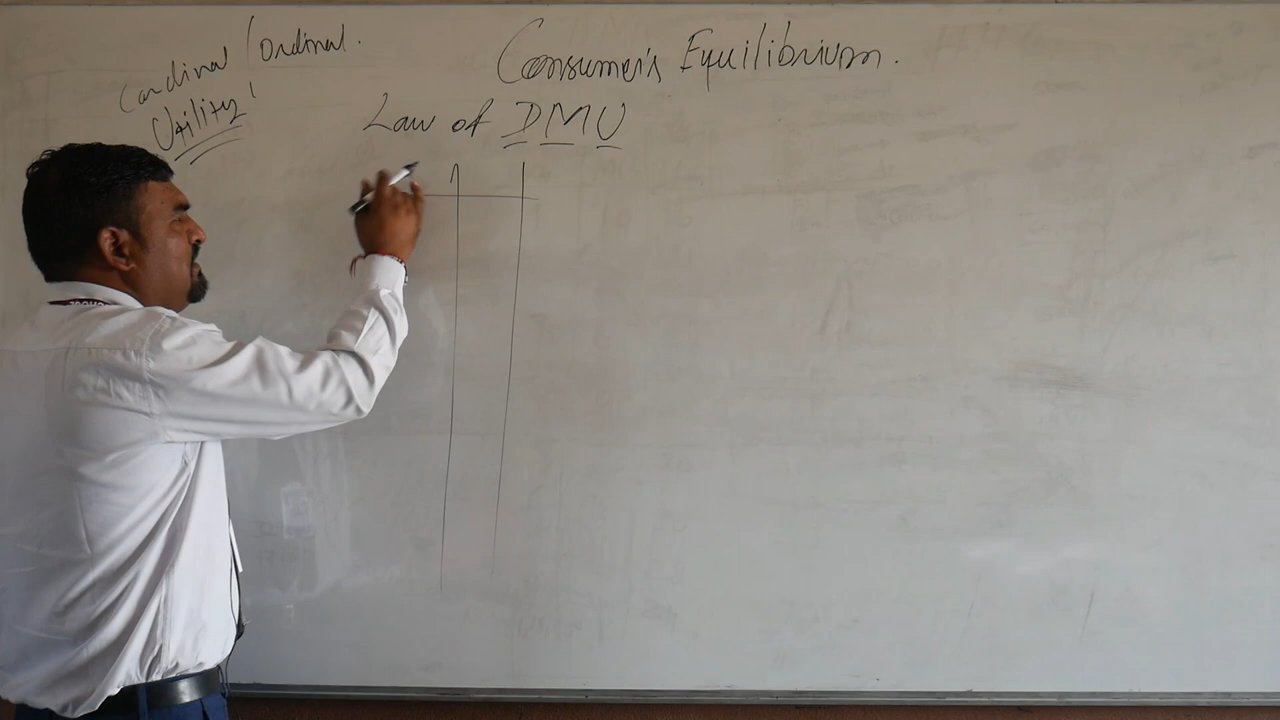 Consumer's Equilibrium.
Cardinal / ordinal.
Utility
Law of DMU